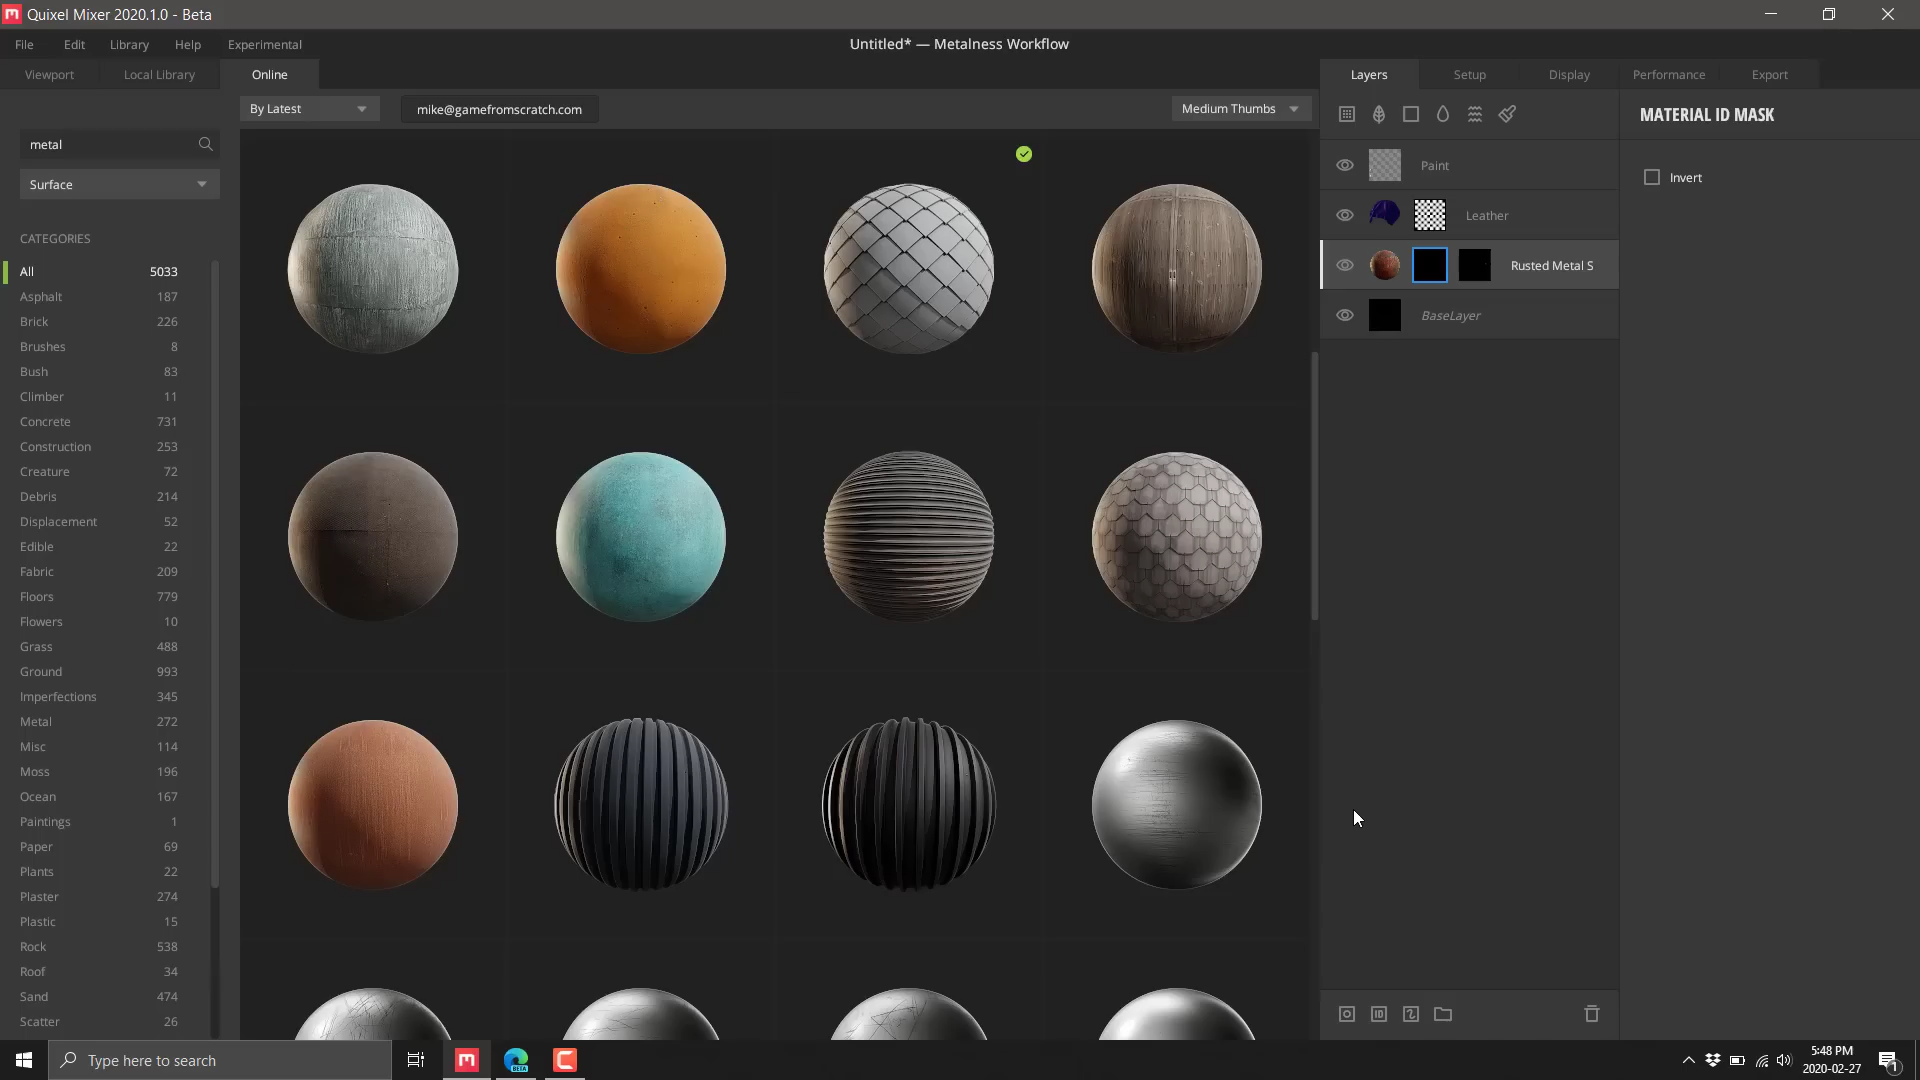 Quixel Mixer 2020.1.0 - Beta
File Edit Library Help Experimental
Untitled* — Metalness Workflow
Viewport Local Library Online
Layers Setup Display Performance Export
By Latest
mike@gamefromscratch.com
Medium Thumbs
metal
Surface
CATEGORIES
All 5033
Asphalt 187
Brick 226
Brushes 8
Bush 83
Climber 11
Concrete 731
Construction 253
Creature 72
Debris 214
Displacement 52
Edible 22
Fabric 209
Floors 779
Flowers 10
Grass 488
Ground 993
Imperfections 345
Metal 272
Misc 114
Moss 196
Ocean 167
Paintings 1
Paper 69
Plants 22
Plaster 274
Plastic 15
Rock 538
Roof 34
Sand 474
Scatter 26
Paint
Leather
Rusted Metal S
BaseLayer
MATERIAL ID MASK
Invert
ID
Type here to search
BETA
5:48 PM
2020-02-27
1